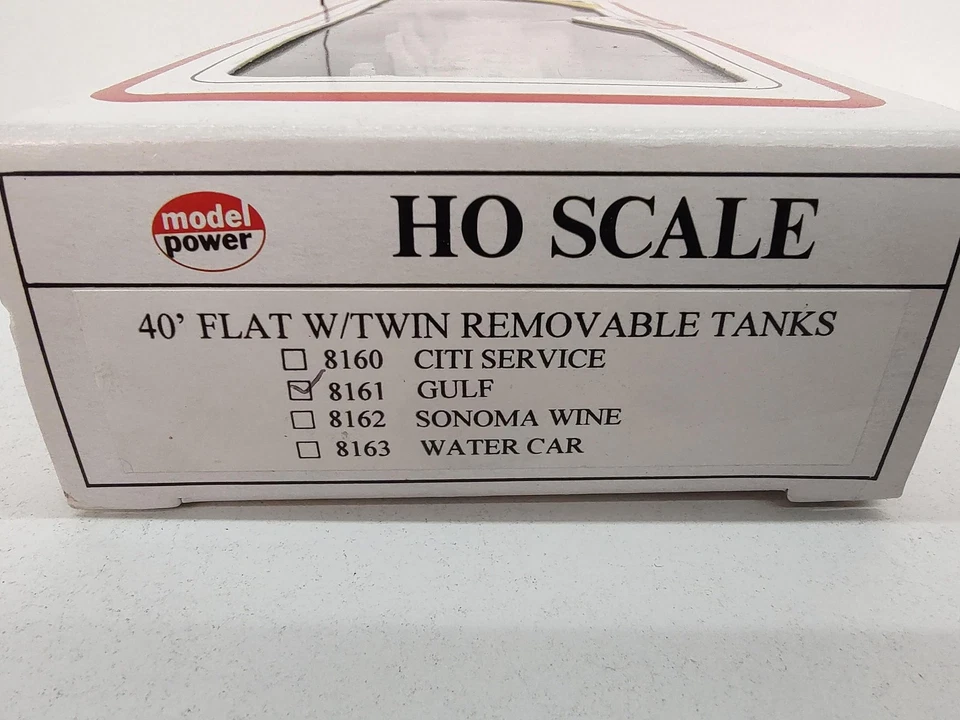 model
power
HO SCALE
40' FLAT W/TWIN REMOVABLE TANKS
8160 CITI SERVICE
8161 GULF
8162 SONOMA WINE
8163 WATER CAR